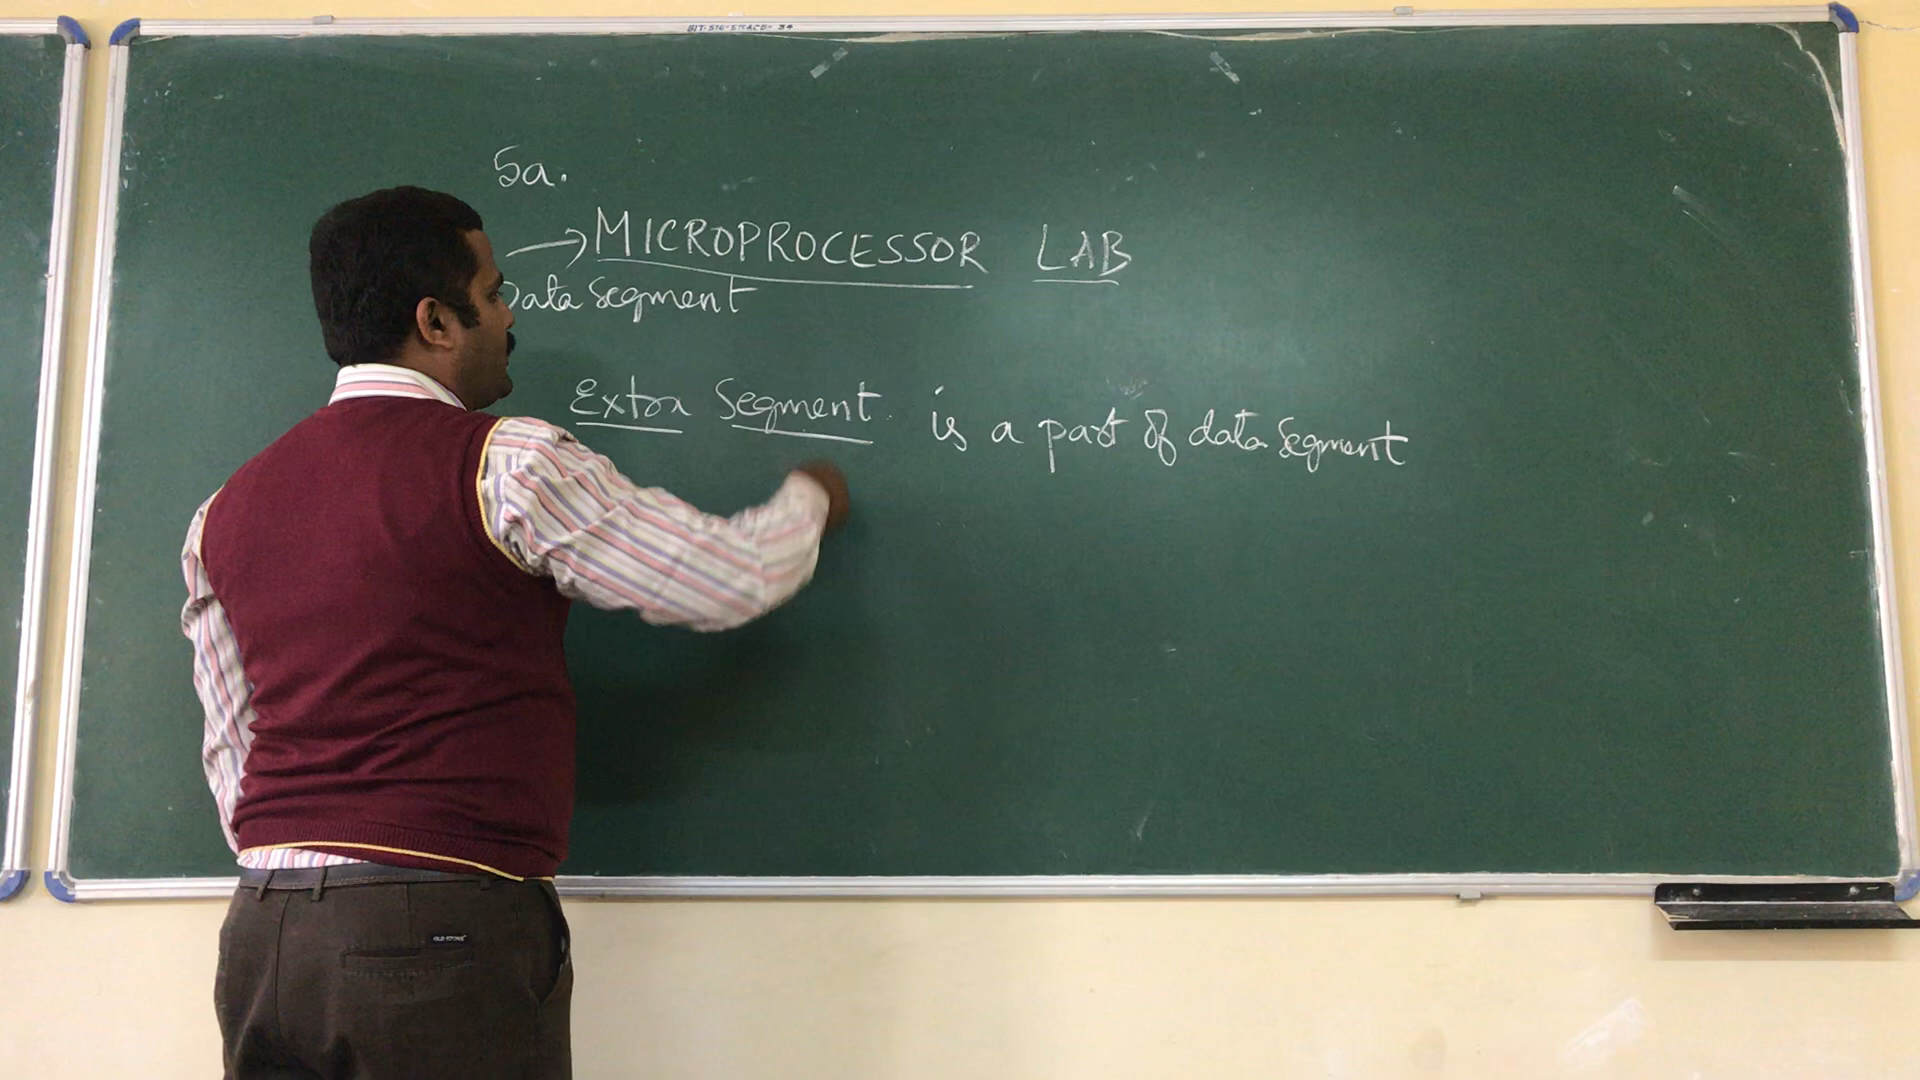 5a.
→ MICROPROCESSOR LAB
Data Segment
Extra Segment is a part of data segment